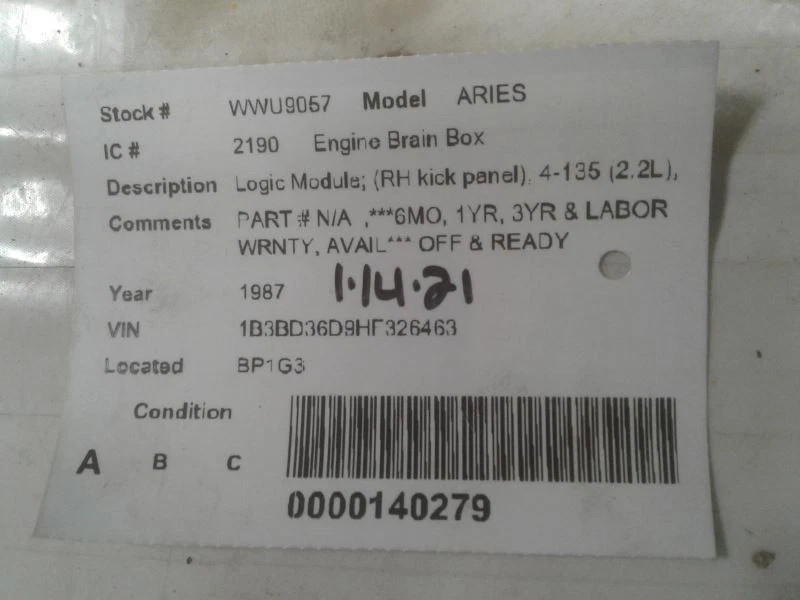 Stock # WWU9057 Model ARIES
IC # 2190 Engine Brain Box
Description Logic Module; (RH kick panel), 4-135 (2.2L),
Comments PART # N/A ,***6MO, 1YR, 3YR & LABOR
WRNTY, AVAIL*** OFF & READY
Year 1987 1.14.21
VIN 1B3BD36D9HF326463
Located BP1G3
Condition
A B C
0000140279